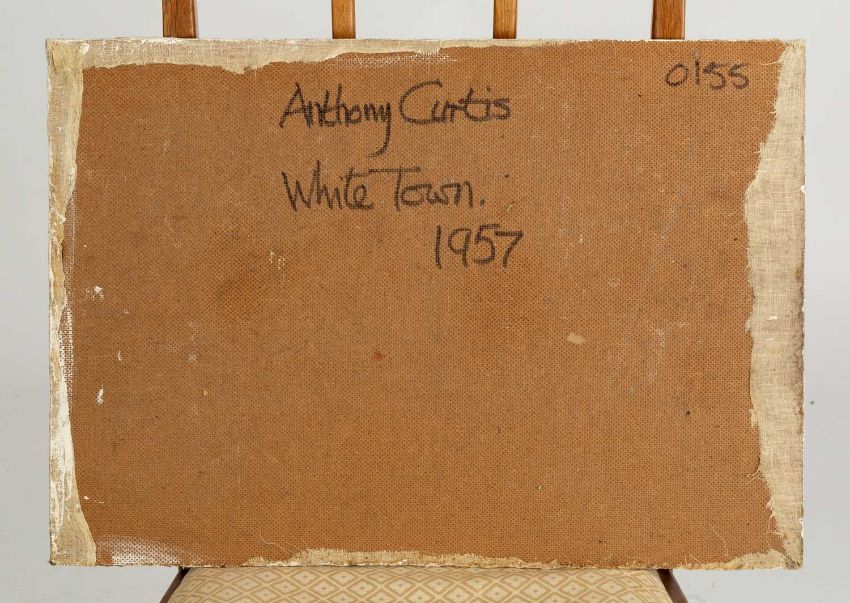 0155
Anthony Curtis
White Town.
1957